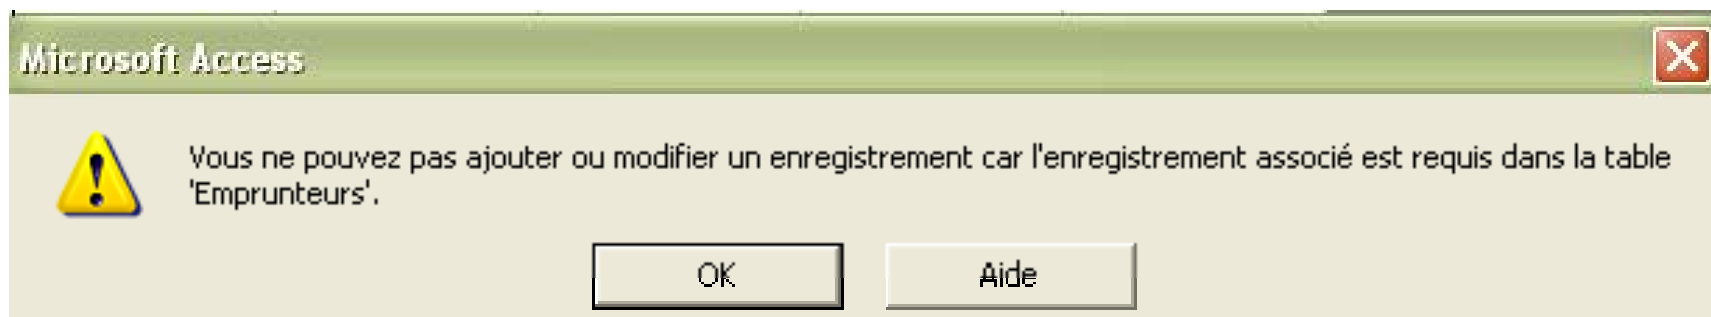 Microsoft Access
Vous ne pouvez pas ajouter ou modifier un enregistrement car l'enregistrement associé est requis dans la table
'Emprunteurs'.
OK
Aide